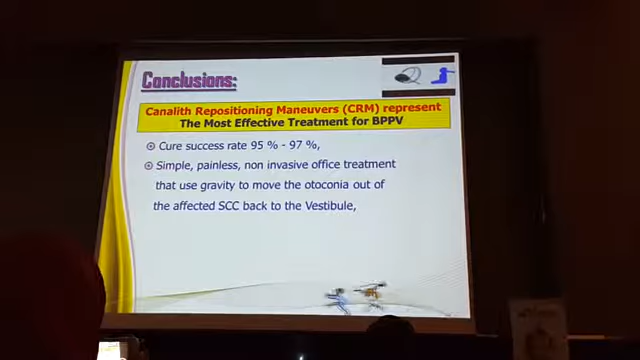 Conclusions:
Canalith Repositioning Maneuvers (CRM) represent
The Most Effective Treatment for BPPV
Cure success rate 95 % - 97 %,
Simple, painless, non invasive office treatment
that use gravity to move the otoconia out of
the affected SCC back to the Vestibule,